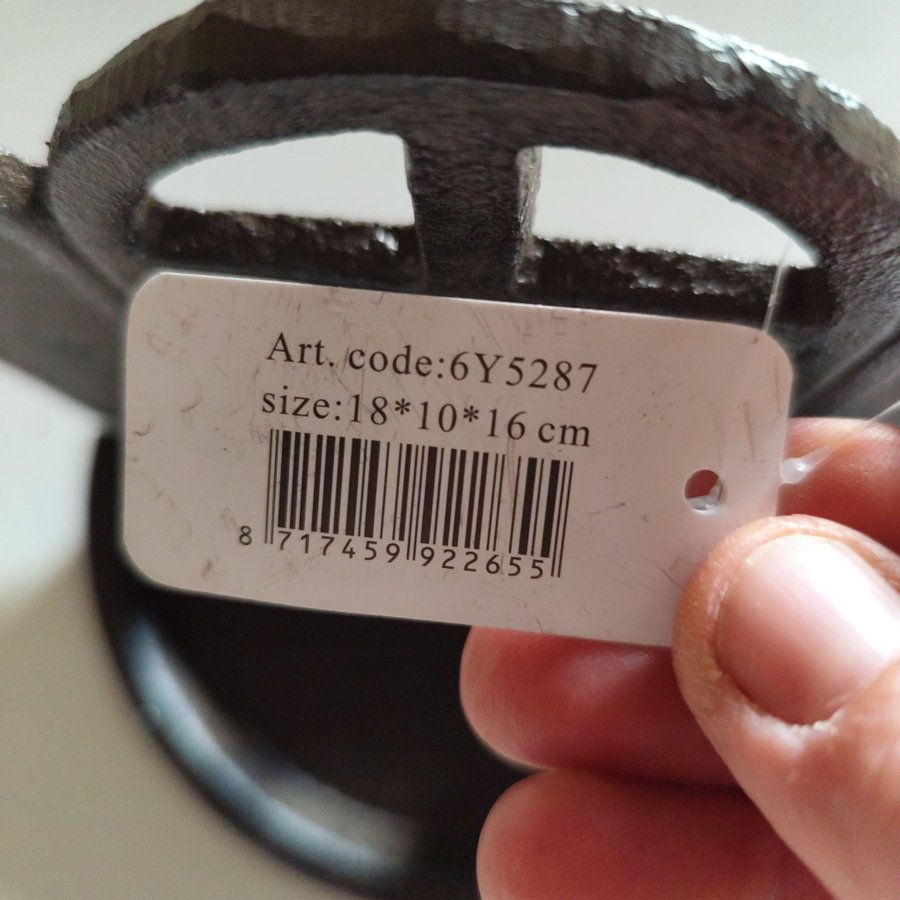 Art. code:6Y5287
size:18*10*16 cm
8 717459 922655